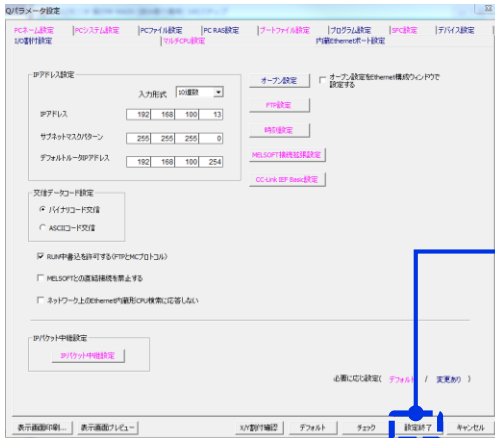 Qパラメータ設定
PCネーム設定 PCシステム設定 PCファイル設定 PC RAS設定 ブートファイル設定 プログラム設定 SFC設定 デバイス設定
I/O割付設定 マルチCPU設定 内蔵Ethernetポート設定
IPアドレス設定
入力形式 10進数
IPアドレス 192 168 100 13
サブネットマスクパターン 255 255 255 0
デフォルトルータIPアドレス 192 168 100 254
オープン設定
オープン設定をEthernet構成ウィンドウで
設定する
FTP設定
時刻設定
MELSOFT接続拡張設定
CC-Link IEF Basic設定
交信データコード設定
バイナリコード交信
ASCIIコード交信
RUN中書込を許可する(FTPとMCプロトコル)
MELSOFTとの直結接続を禁止する
ネットワーク上のEthernet内蔵形CPU検索に応答しない
IPパケット中継設定
IPパケット中継設定
必要に応じ設定( デフォルト / 変更あり )
表示画面印刷... 表示画面プレビュー X/Y割付確認 デフォルト チェック 設定終了 キャンセル